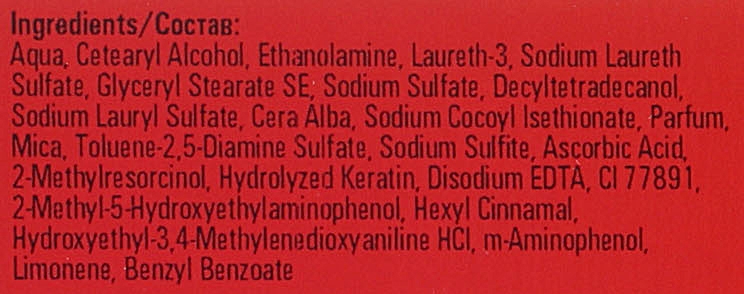 Ingredients/Состав:
Aqua, Cetearyl Alcohol, Ethanolamine, Laureth-3, Sodium Laureth
Sulfate, Glyceryl Stearate SE, Sodium Sulfate, Decyltetradecanol,
Sodium Lauryl Sulfate, Cera Alba, Sodium Cocoyl Isethionate, Parfum,
Mica, Toluene-2,5-Diamine Sulfate, Sodium Sulfite, Ascorbic Acid,
2-Methylresorcinol, Hydrolyzed Keratin, Disodium EDTA, CI 77891,
2-Methyl-5-Hydroxyethylaminophenol, Hexyl Cinnamal,
Hydroxyethyl-3,4-Methylenedioxyaniline HCl, m-Aminophenol,
Limonene, Benzyl Benzoate